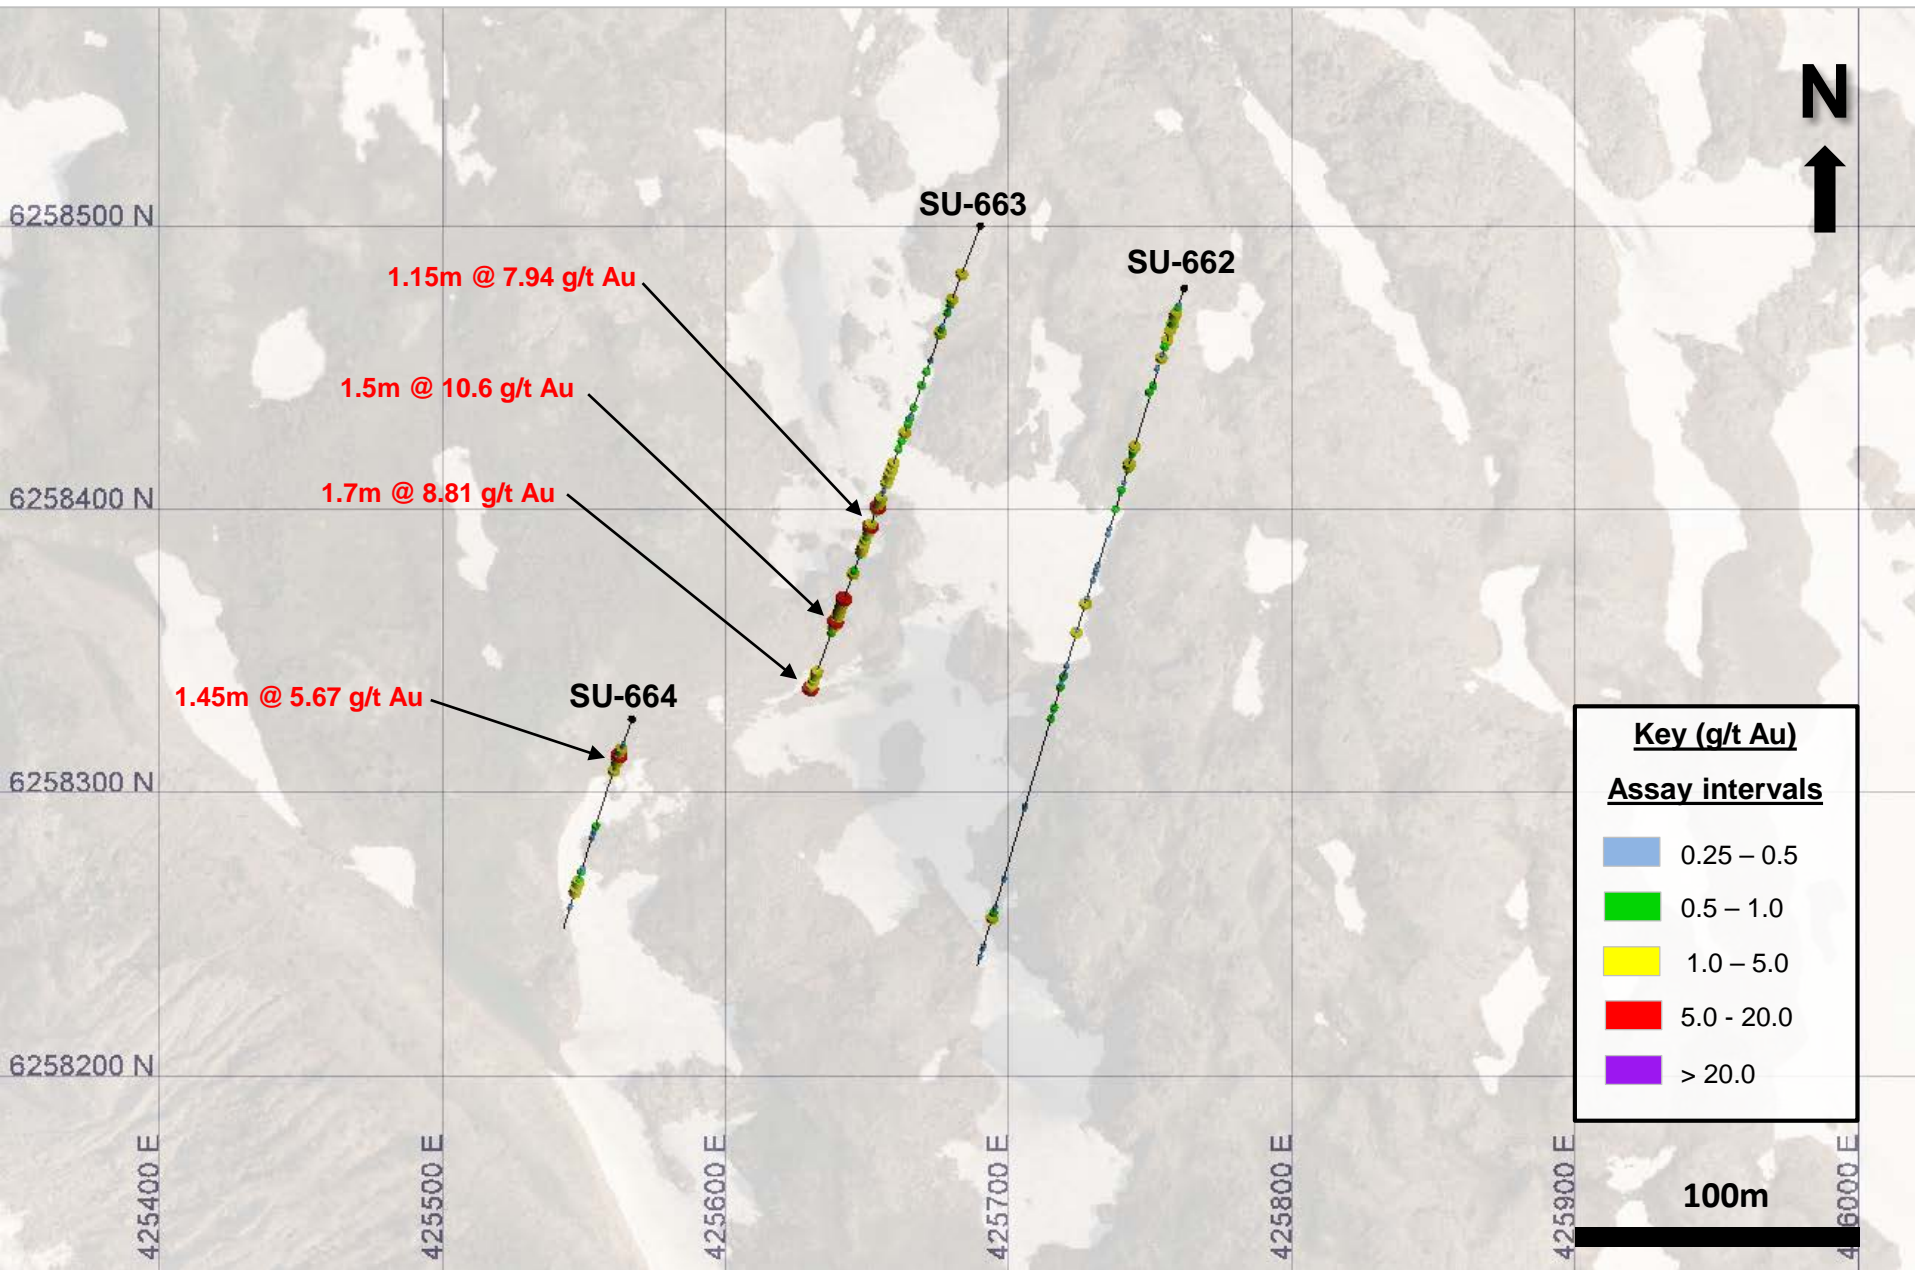 N
6258500 N
SU-663
SU-662
1.15m @ 7.94 g/t Au
1.5m @ 10.6 g/t Au
6258400 N
1.7m @ 8.81 g/t Au
1.45m @ 5.67 g/t Au
SU-664
6258300 N
Key (g/t Au)
Assay intervals
0.25 – 0.5
0.5 – 1.0
1.0 – 5.0
5.0 - 20.0
> 20.0
6258200 N
425400 E
425500 E
425600 E
425700 E
425800 E
425900 E
426000 E
100m